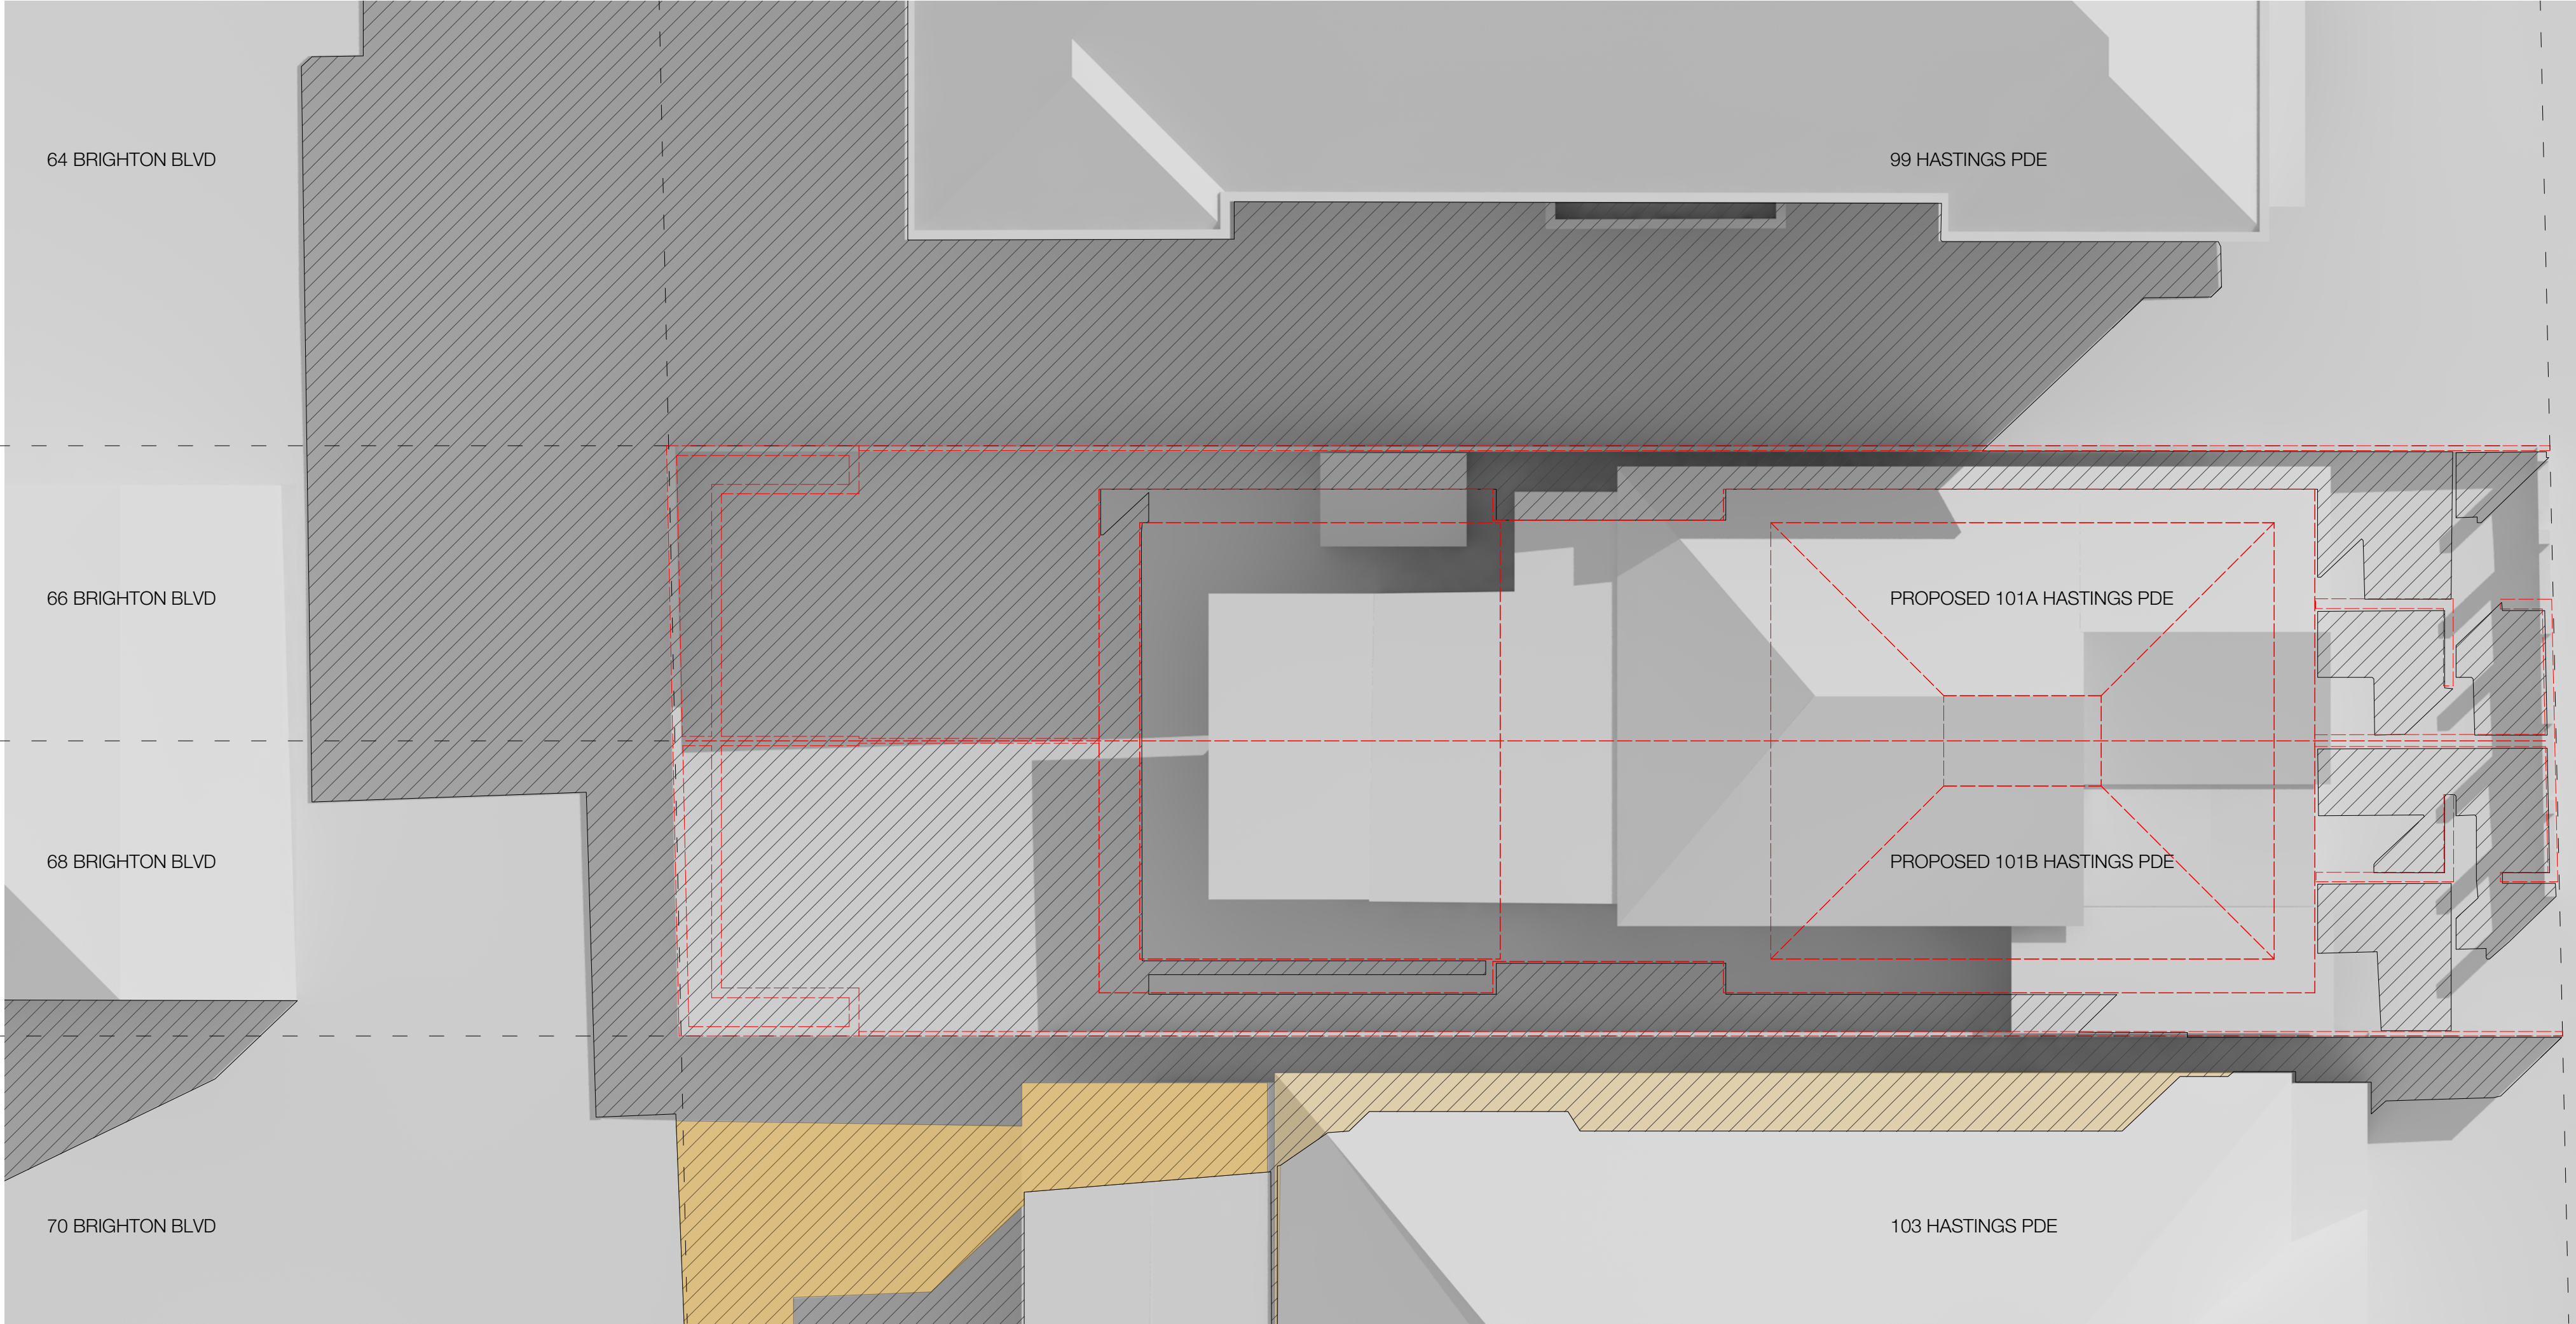 64 BRIGHTON BLVD
99 HASTINGS PDE
66 BRIGHTON BLVD
PROPOSED 101A HASTINGS PDE
68 BRIGHTON BLVD
PROPOSED 101B HASTINGS PDE
70 BRIGHTON BLVD
103 HASTINGS PDE